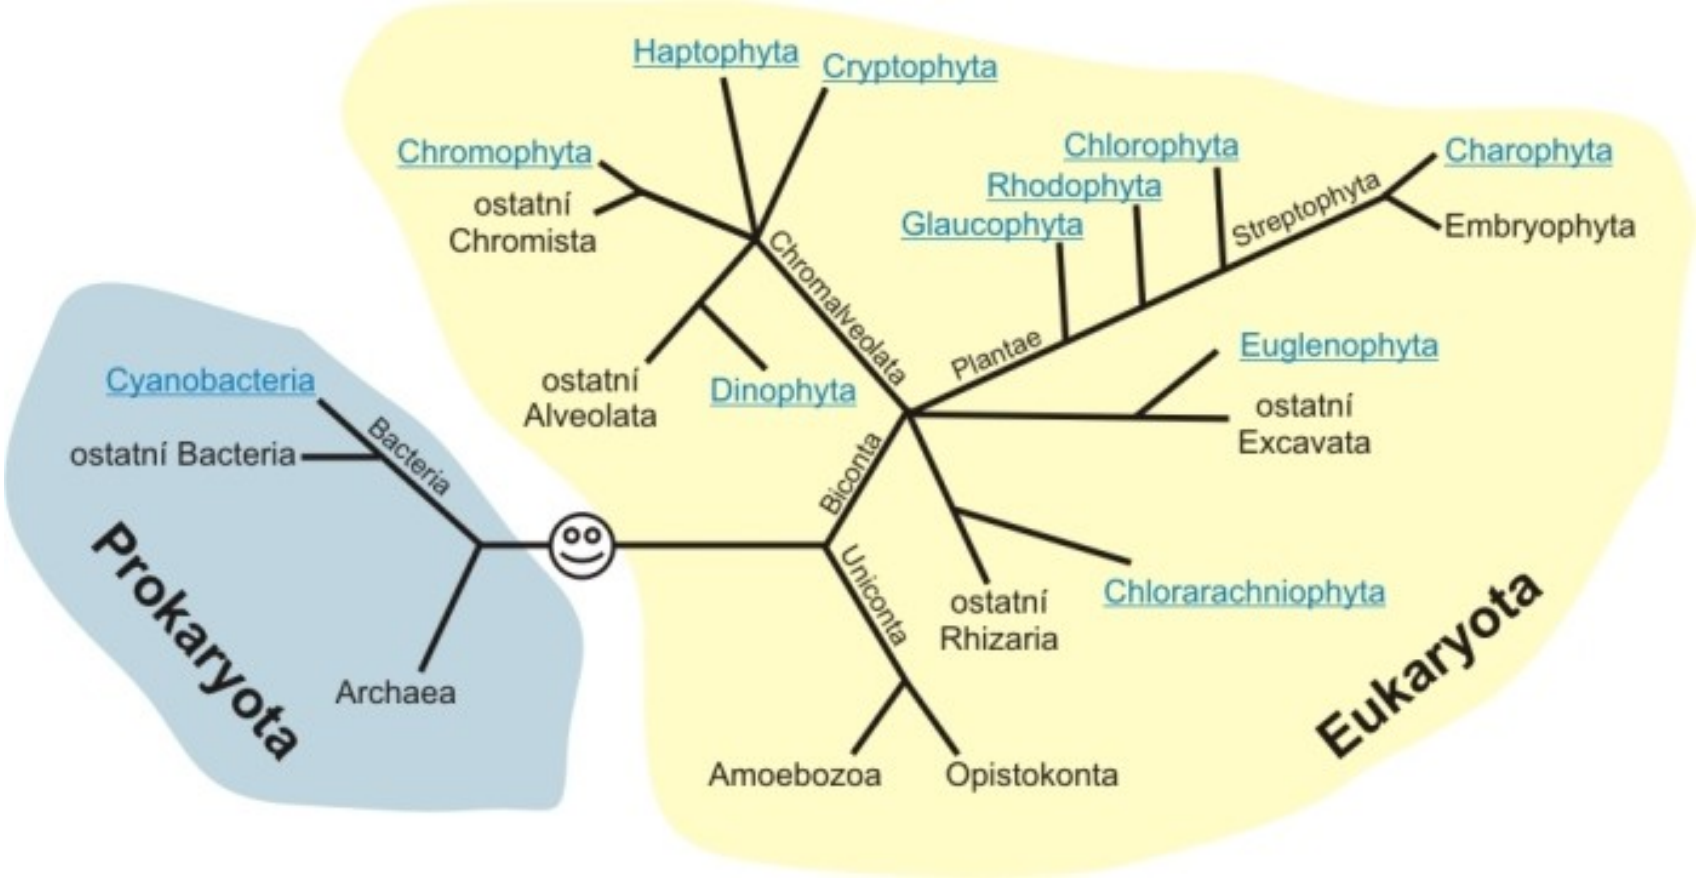 Haptophyta
Cryptophyta
Chromophyta
ostatní
Chromista
Chlorophyta
Rhodophyta
Glaucophyta
Charophyta
Embryophyta
Streptophyta
Chromalveolata
Plantae
Euglenophyta
ostatní
Excavata
ostatní
Alveolata
Dinophyta
Cyanobacteria
ostatní Bacteria
Bacteria
Biconta
Uniconta
Prokaryota
Archaea
ostatní
Rhizaria
Chlorarachniophyta
Eukaryota
Amoebozoa
Opistokonta